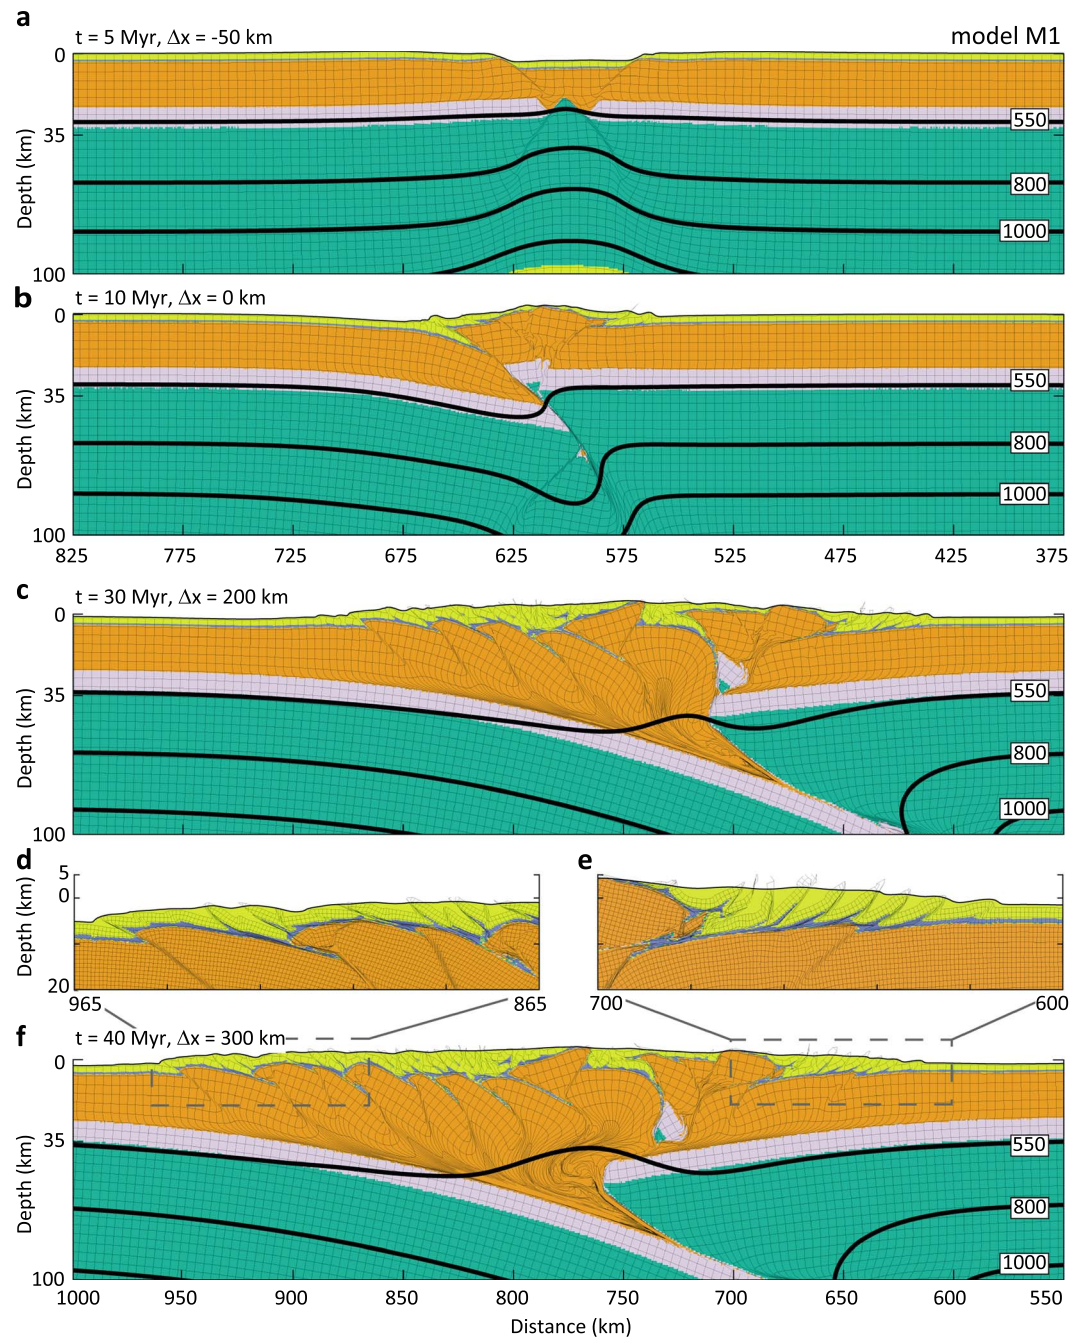 a
t = 5 Myr, Δx = -50 km
model M1
0
550
35
Depth (km)
800
1000
100
b
t = 10 Myr, Δx = 0 km
0
550
35
Depth (km)
800
1000
100
825 775 725 675 625 575 525 475 425 375
c
t = 30 Myr, Δx = 200 km
0
35
550
Depth (km)
800
1000
100
d
5
0
Depth (km)
20
965 865
e
700 600
f
t = 40 Myr, Δx = 300 km
0
35
550
Depth (km)
800
1000
100
1000 950 900 850 800 750 700 650 600 550
Distance (km)